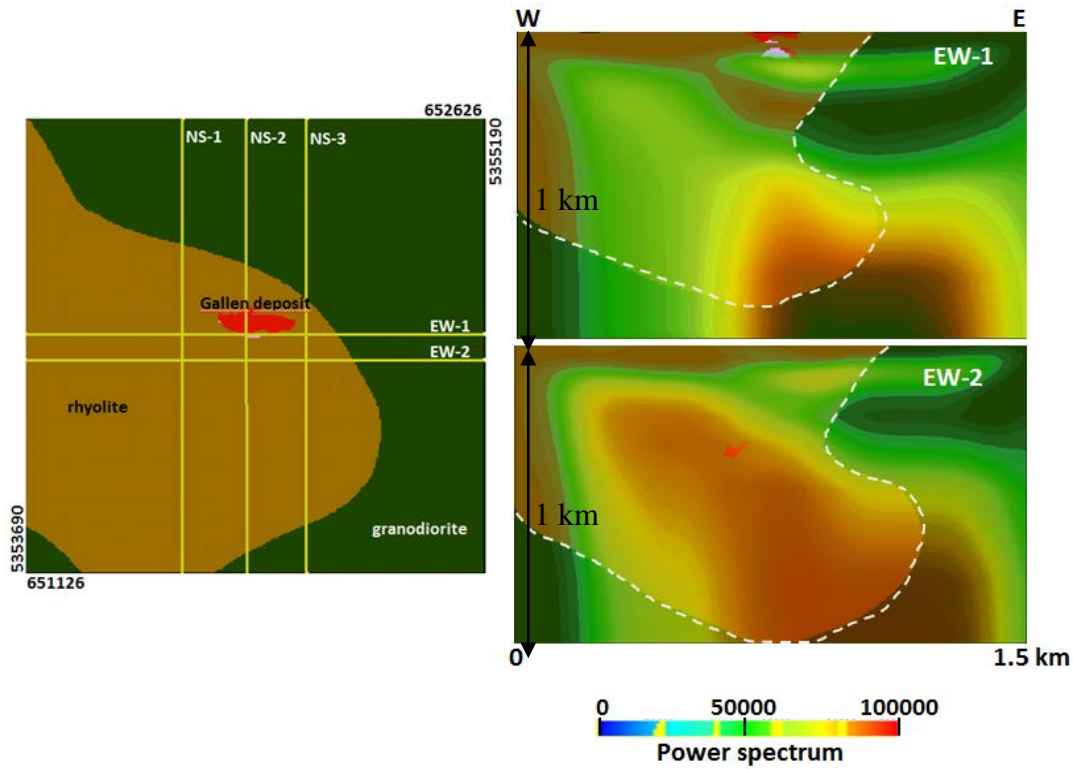 W E
EW-1
652626
5355190
NS-1 NS-2 NS-3
1 km
Gallen deposit
EW-1
EW-2
EW-2
rhyolite
1 km
granodiorite
5353690
651126
0 1.5 km
0 50000 100000
Power spectrum